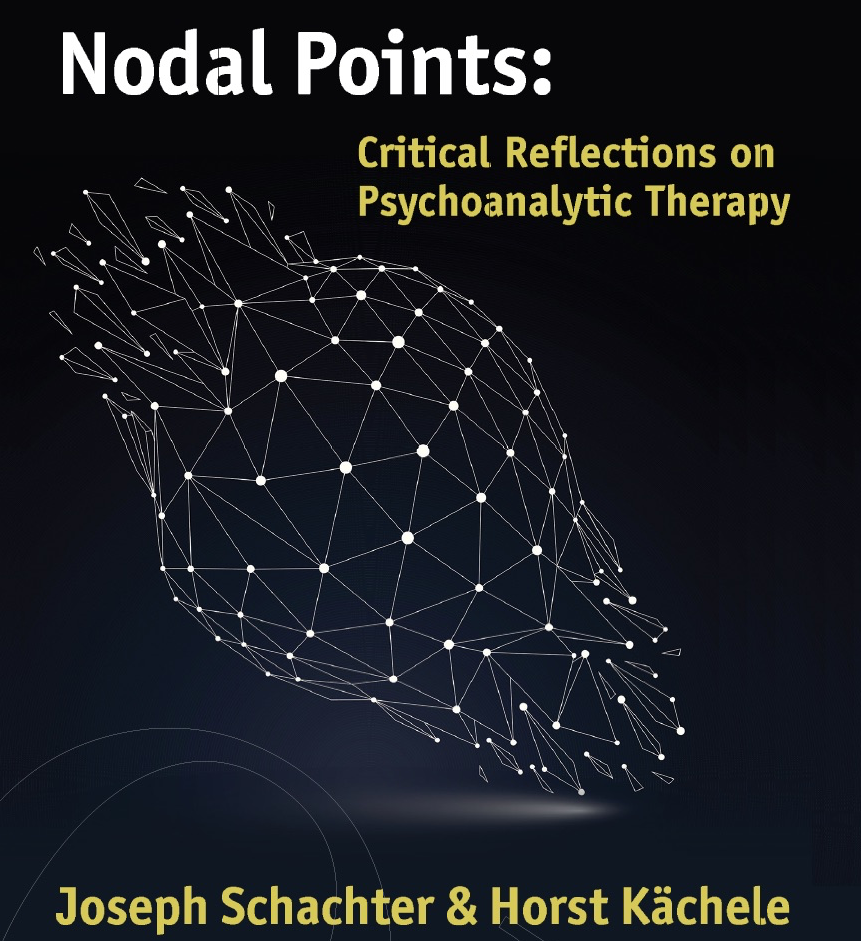 Nodal Points:
Critical Reflections on
Psychoanalytic Therapy
Joseph Schachter & Horst Kächele